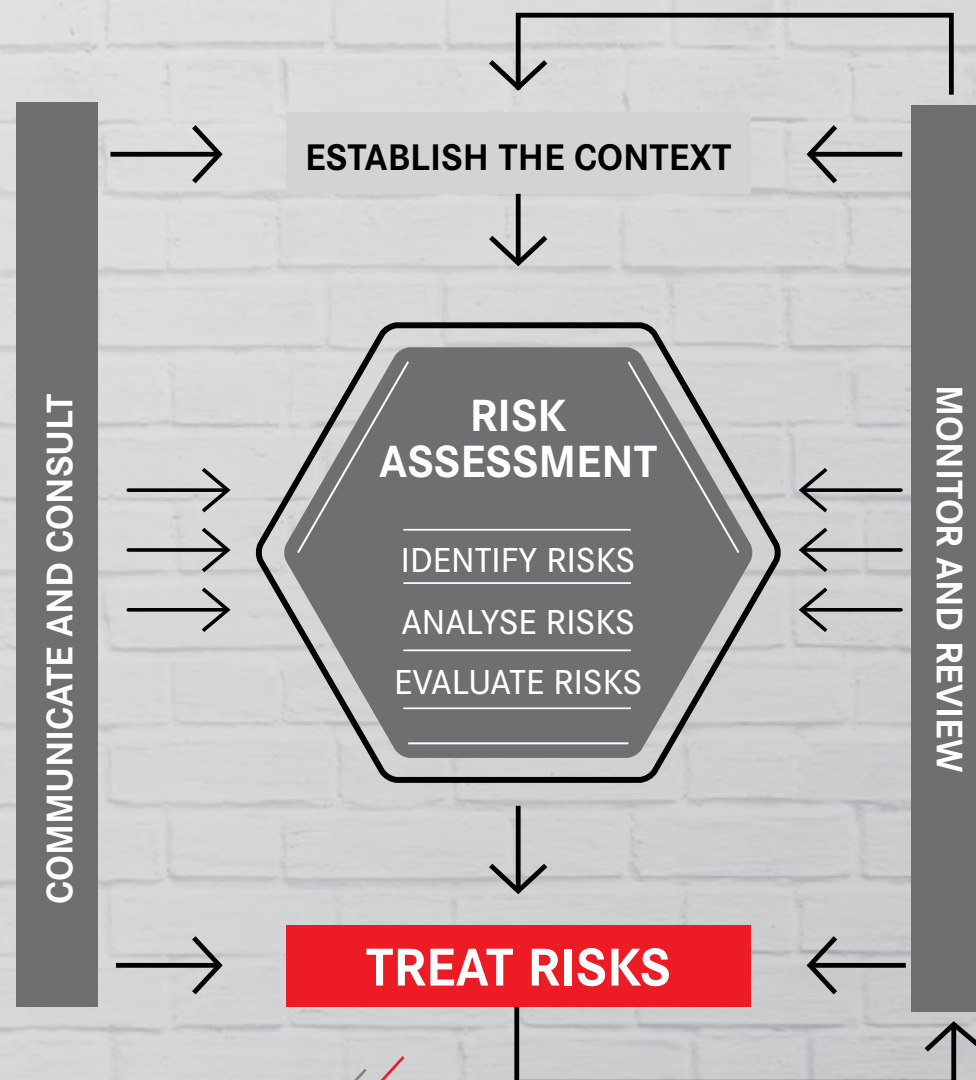 ESTABLISH THE CONTEXT
COMMUNICATE AND CONSULT
RISK
ASSESSMENT
IDENTIFY RISKS
ANALYSE RISKS
EVALUATE RISKS
MONITOR AND REVIEW
TREAT RISKS